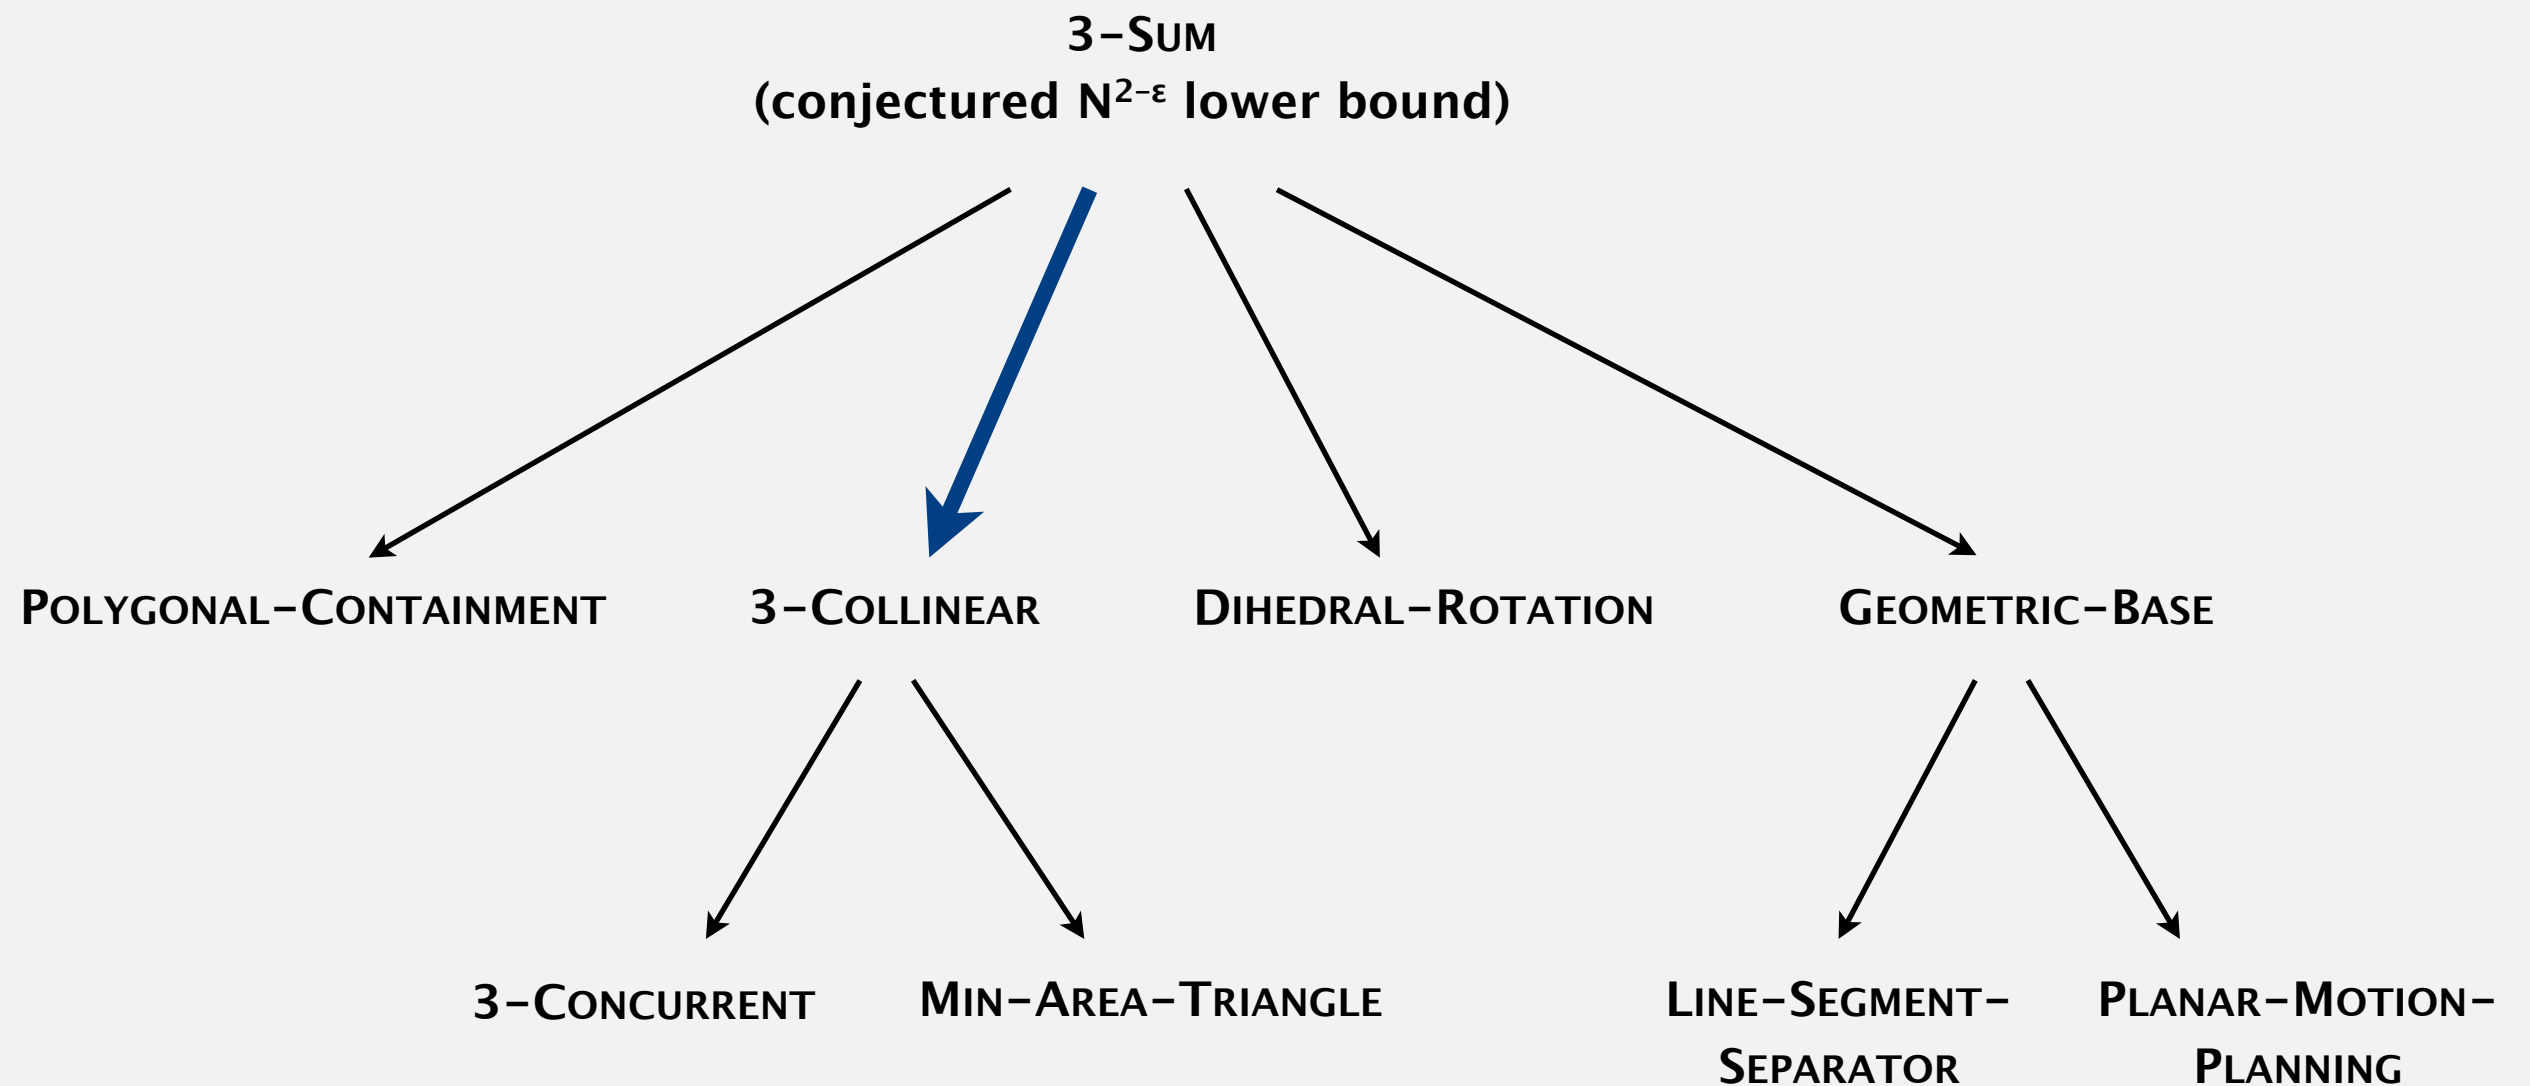 3-SUM
(conjectured N²⁻ᵋ lower bound)
POLYGONAL-CONTAINMENT
3-COLLINEAR
DIHEDRAL-ROTATION
GEOMETRIC-BASE
3-CONCURRENT
MIN-AREA-TRIANGLE
LINE-SEGMENT-
SEPARATOR
PLANAR-MOTION-
PLANNING